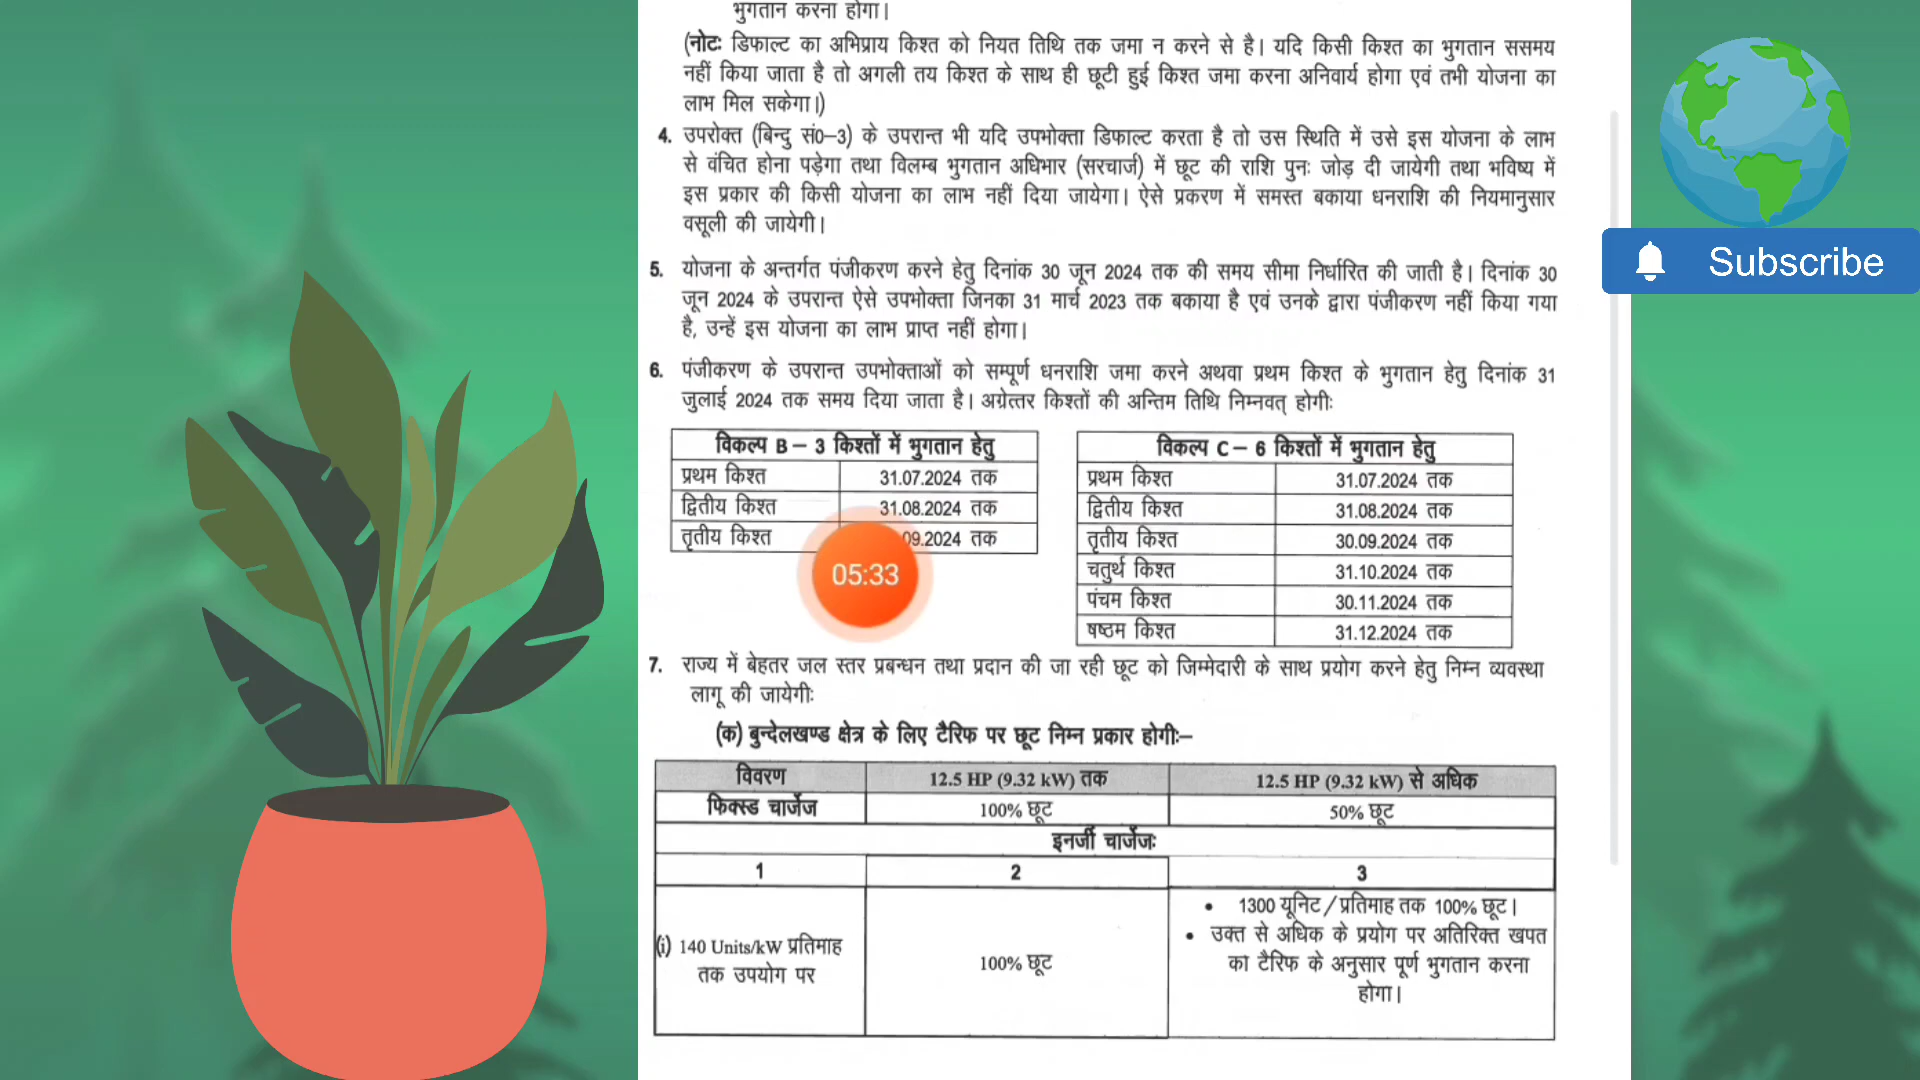 भुगतान करना होगा।
(नोटः डिफाल्ट का अभिप्राय किश्त को नियत तिथि तक जमा न करने से है। यदि किसी किश्त का भुगतान ससमय
नहीं किया जाता है तो अगली तय किश्त के साथ ही छूटी हुई किश्त जमा करना अनिवार्य होगा एवं तभी योजना का
लाभ मिल सकेगा।)
4. उपरोक्त (बिन्दु सं0–3) के उपरान्त भी यदि उपभोक्ता डिफाल्ट करता है तो उस स्थिति में उसे इस योजना के लाभ
से वंचित होना पड़ेगा तथा विलम्ब भुगतान अधिभार (सरचार्ज) में छूट की राशि पुनः जोड़ दी जायेगी तथा भविष्य में
इस प्रकार की किसी योजना का लाभ नहीं दिया जायेगा। ऐसे प्रकरण में समस्त बकाया धनराशि की नियमानुसार
वसूली की जायेगी।
5. योजना के अन्तर्गत पंजीकरण करने हेतु दिनांक 30 जून 2024 तक की समय सीमा निर्धारित की जाती है। दिनांक 30
जून 2024 के उपरान्त ऐसे उपभोक्ता जिनका 31 मार्च 2023 तक बकाया है एवं उनके द्वारा पंजीकरण नहीं किया गया
है, उन्हें इस योजना का लाभ प्राप्त नहीं होगा।
6. पंजीकरण के उपरान्त उपभोक्ताओं को सम्पूर्ण धनराशि जमा करने अथवा प्रथम किश्त के भुगतान हेतु दिनांक 31
जुलाई 2024 तक समय दिया जाता है। अग्रेत्तर किश्तों की अन्तिम तिथि निम्नवत् होगीः
विकल्प B – 3 किश्तों में भुगतान हेतु
प्रथम किश्त 31.07.2024 तक
द्वितीय किश्त 31.08.2024 तक
तृतीय किश्त 09.2024 तक
05:33
विकल्प C – 6 किश्तों में भुगतान हेतु
प्रथम किश्त 31.07.2024 तक
द्वितीय किश्त 31.08.2024 तक
तृतीय किश्त 30.09.2024 तक
चतुर्थ किश्त 31.10.2024 तक
पंचम किश्त 30.11.2024 तक
षष्ठम किश्त 31.12.2024 तक
7. राज्य में बेहतर जल स्तर प्रबन्धन तथा प्रदान की जा रही छूट को जिम्मेदारी के साथ प्रयोग करने हेतु निम्न व्यवस्था
लागू की जायेगीः
(क) बुन्देलखण्ड क्षेत्र के लिए टैरिफ पर छूट निम्न प्रकार होगीः–
विवरण 12.5 HP (9.32 kW) तक 12.5 HP (9.32 kW) से अधिक
फिक्स्ड चार्जेज 100% छूट 50% छूट
इनर्जी चार्जेजः
1 2 3
(i) 140 Units/kW प्रतिमाह
तक उपयोग पर
100% छूट
• 1300 यूनिट/प्रतिमाह तक 100% छूट।
• उक्त से अधिक के प्रयोग पर अतिरिक्त खपत
का टैरिफ के अनुसार पूर्ण भुगतान करना
होगा।
Subscribe